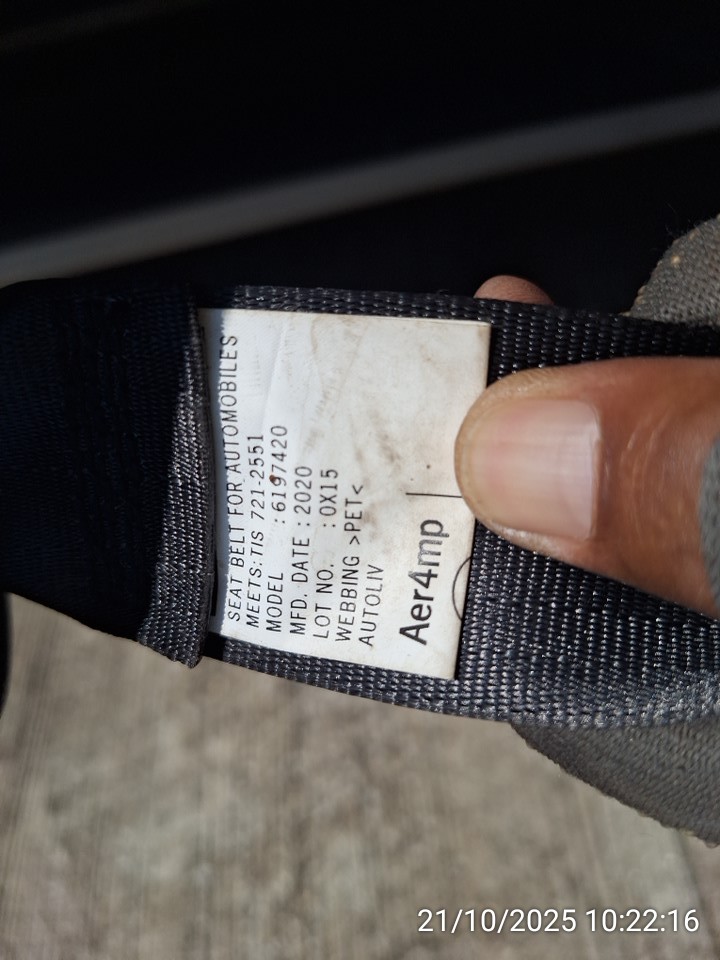 SEAT BELT FOR AUTOMOBILES
MEETS:TIS 721-2551
MODEL : 6197420
MFD. DATE : 2020
LOT NO. : 0X15
WEBBING >PET<
AUTOLIV
Aer4mp
21/10/2025 10:22:16